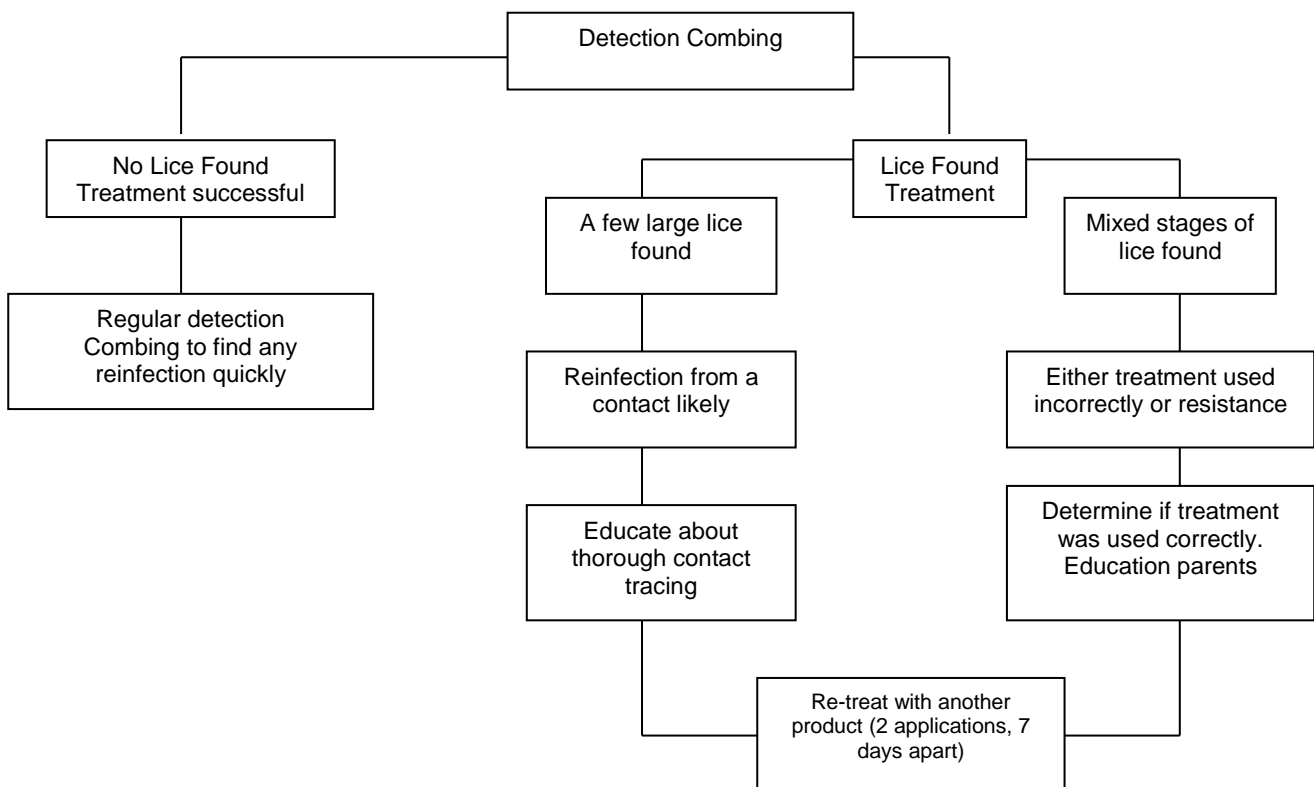 Detection Combing
No Lice Found
Treatment successful
Lice Found
Treatment
A few large lice
found
Mixed stages of
lice found
Regular detection
Combing to find any
reinfection quickly
Reinfection from a
contact likely
Either treatment used
incorrectly or resistance
Educate about
thorough contact
tracing
Determine if treatment
was used correctly.
Education parents
Re-treat with another
product (2 applications, 7
days apart)